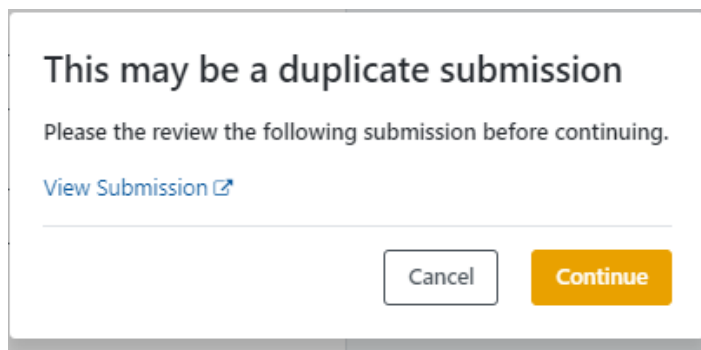 This may be a duplicate submission
Please the review the following submission before continuing.
View Submission
Cancel
Continue